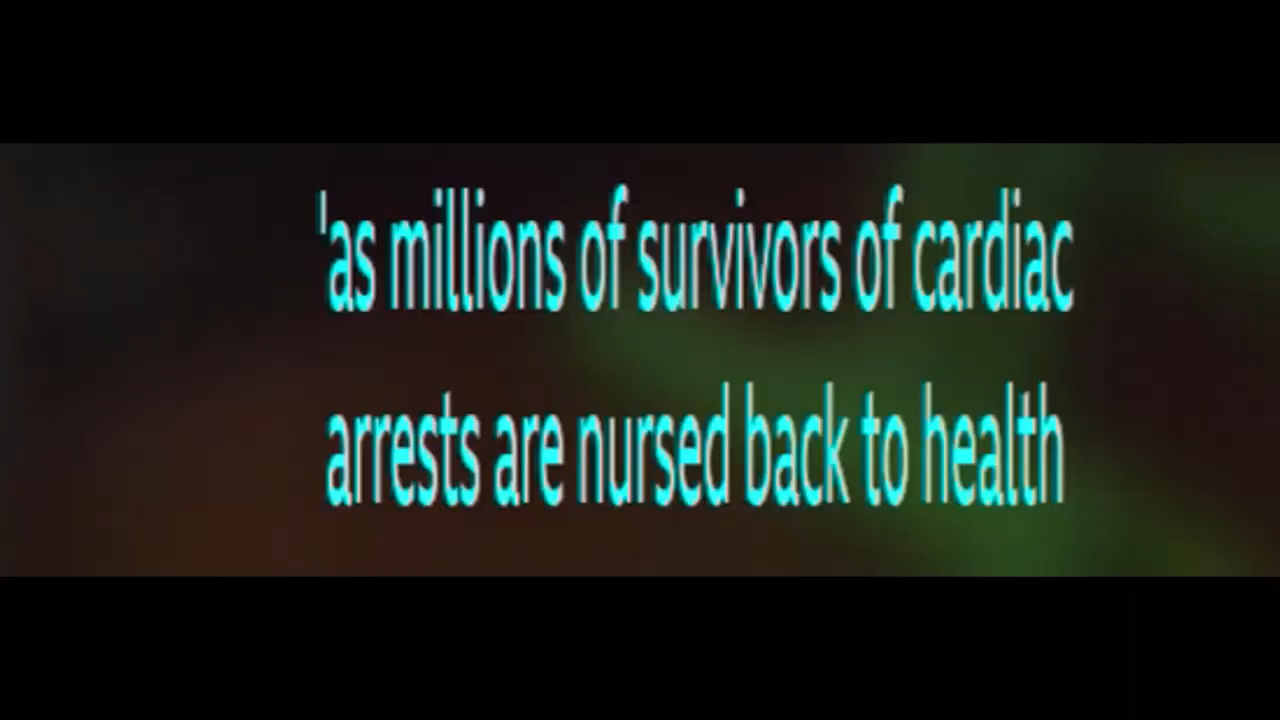 'as millions of survivors of cardiac
arrests are nursed back to health